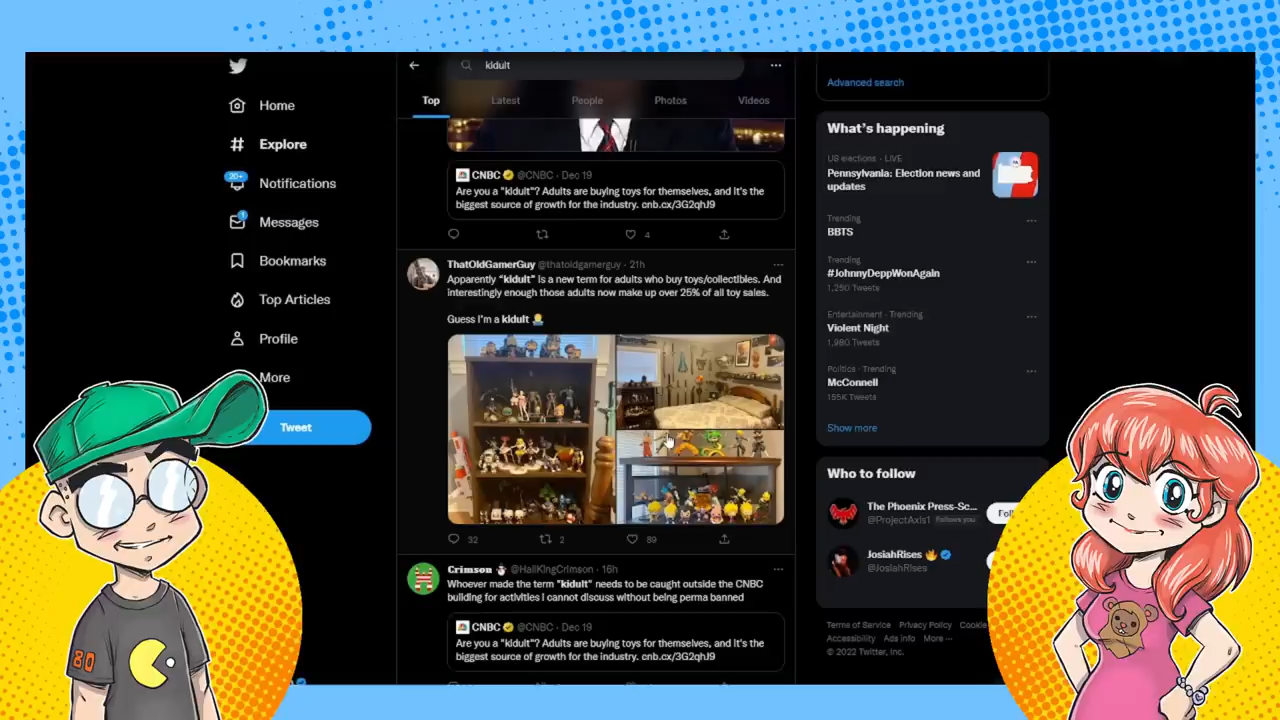 kidult
Home
Explore
20+
Notifications
1
Messages
Bookmarks
Top Articles
Profile
More
Tweet
Top
Latest
People
Photos
Videos
CNBC @CNBC · Dec 19
Are you a "kidult"? Adults are buying toys for themselves, and it's the
biggest source of growth for the industry. cnb.cx/3G2qhJ9
4
ThatOldGamerGuy @thatoldgamerguy · 21h
Apparently "kidult" is a new term for adults who buy toys/collectibles. And
interestingly enough those adults now make up over 25% of all toy sales.
Guess I'm a kidult
32
2
89
Crimson @HallKingCrimson · 16h
Whoever made the term "kidult" needs to be caught outside the CNBC
building for activities i cannot discuss without being perma banned
CNBC @CNBC · Dec 19
Are you a "kidult"? Adults are buying toys for themselves, and it's the
biggest source of growth for the industry. cnb.cx/3G2qhJ9
Advanced search
What's happening
US elections · LIVE
Pennsylvania: Election news and
updates
Trending
BBTS
Trending
#JohnnyDeppWonAgain
1,250 Tweets
Entertainment · Trending
Violent Night
1,980 Tweets
Politics · Trending
McConnell
155K Tweets
Show more
Who to follow
The Phoenix Press-Sc...
@ProjectAxis1 Follows you
Foll
JosiahRises
@JosiahRises
Terms of Service Privacy Policy Cookie
Accessibility Ads info More ···
© 2022 Twitter, Inc.
80